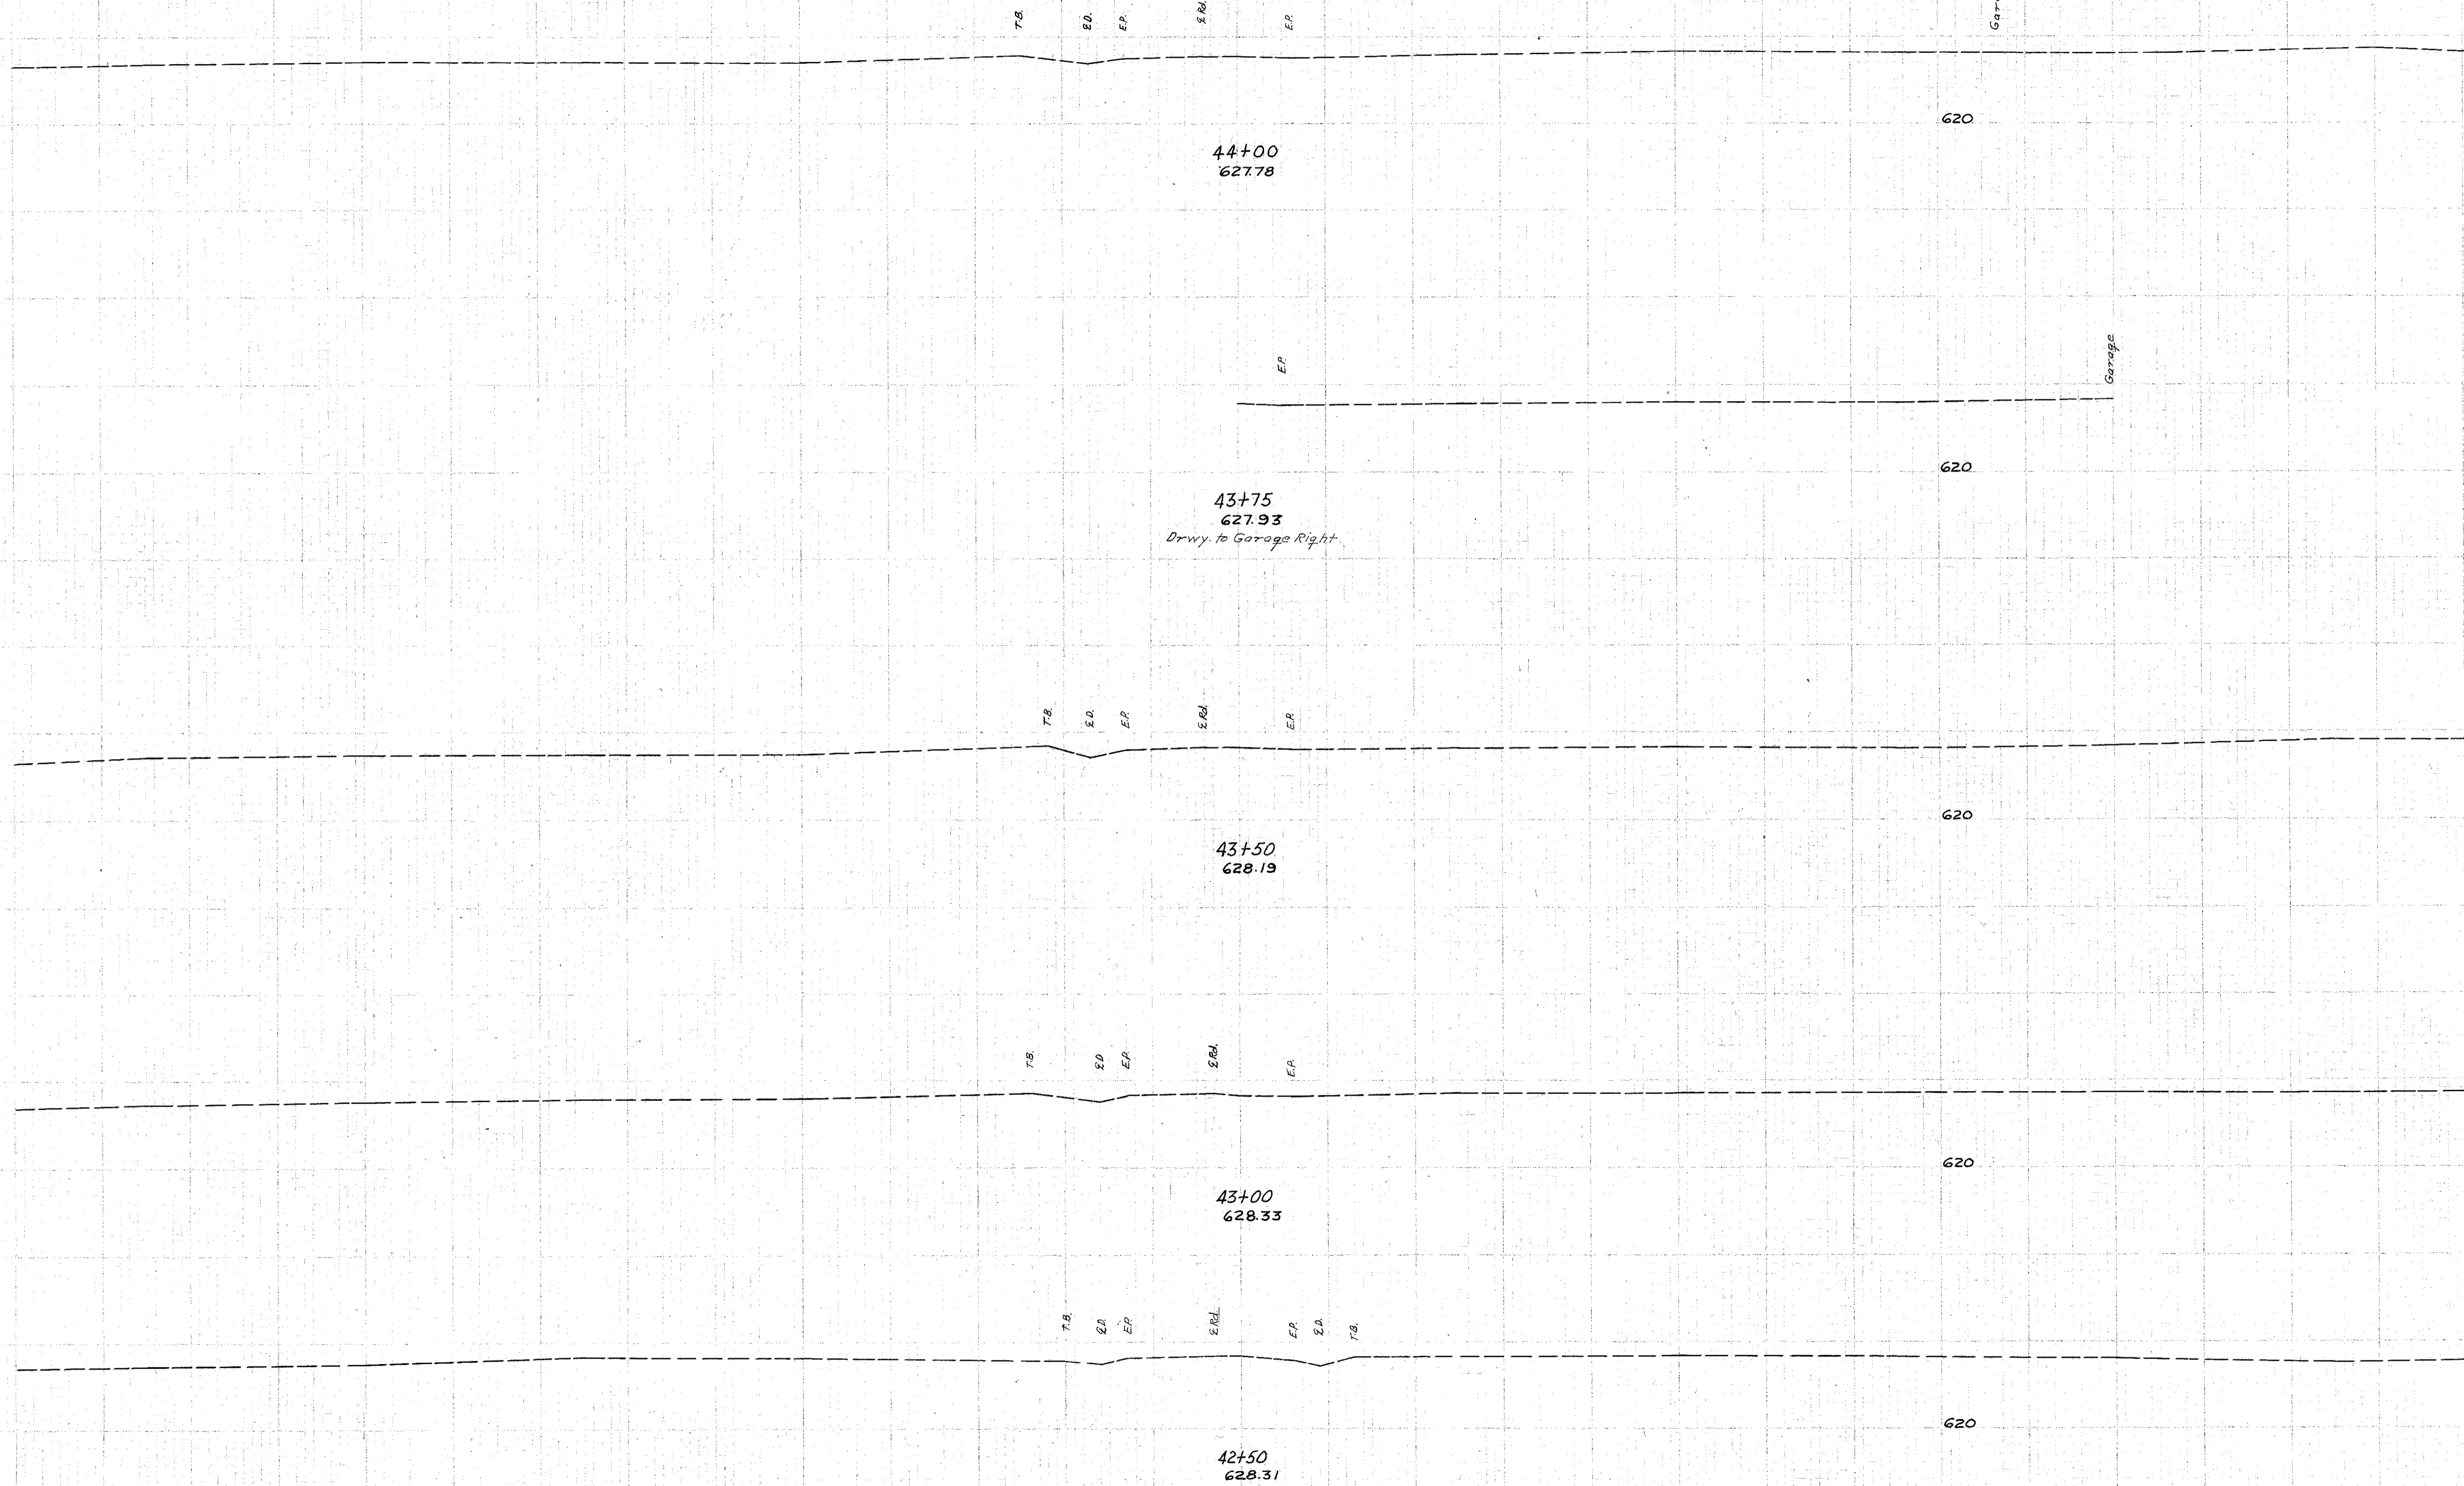 T.B. ℄D. E.P. ℄Rd. E.P.
620
44+00
627.78
E.P. Garage
620
43+75
627.93
Drwy. to Garage Right
T.B. ℄D. E.P. ℄Rd. E.P.
620
43+50
628.19
T.B. ℄D E.P. ℄Rd. E.P.
620
43+00
628.33
T.B. ℄D. E.P. ℄Rd. E.P. ℄D. T.B.
620
42+50
628.31